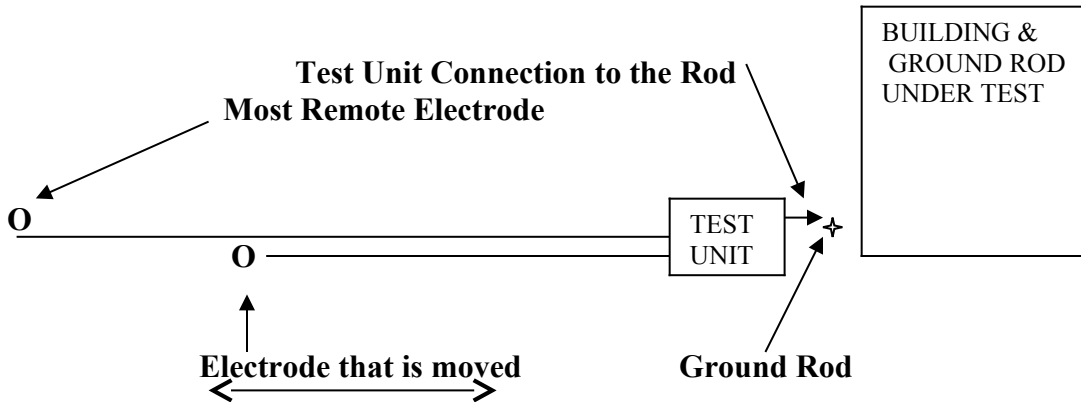 BUILDING &
GROUND ROD
UNDER TEST
Test Unit Connection to the Rod
Most Remote Electrode
O
TEST
UNIT
O
Electrode that is moved
Ground Rod